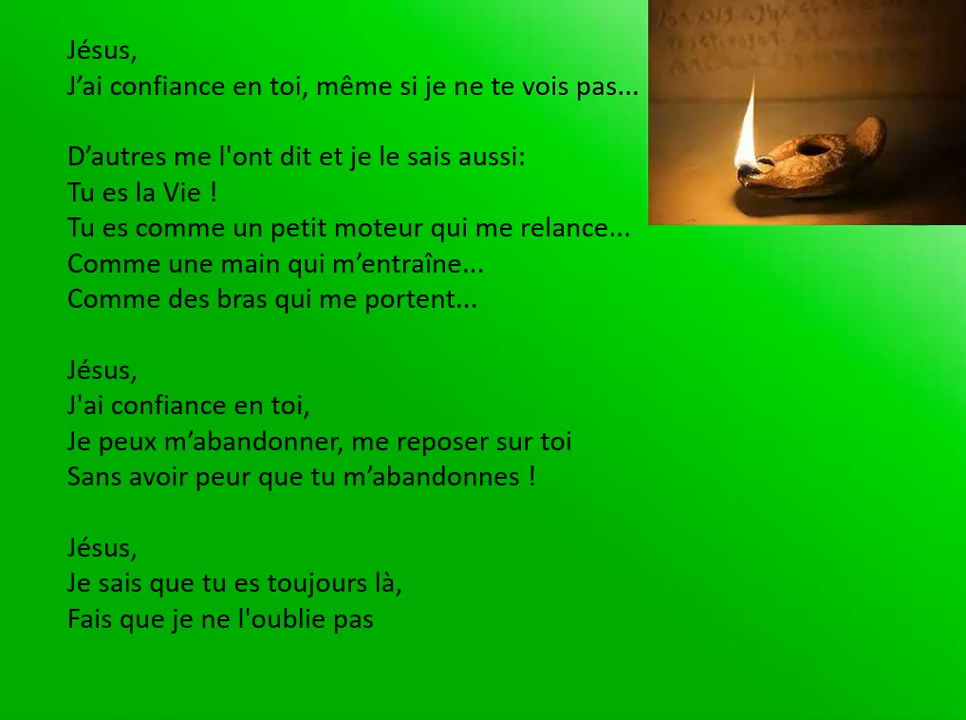 Jésus,
J’ai confiance en toi, même si je ne te vois pas...
D’autres me l'ont dit et je le sais aussi:
Tu es la Vie !
Tu es comme un petit moteur qui me relance...
Comme une main qui m’entraîne...
Comme des bras qui me portent...
Jésus,
J'ai confiance en toi,
Je peux m’abandonner, me reposer sur toi
Sans avoir peur que tu m’abandonnes !
Jésus,
Je sais que tu es toujours là,
Fais que je ne l'oublie pas